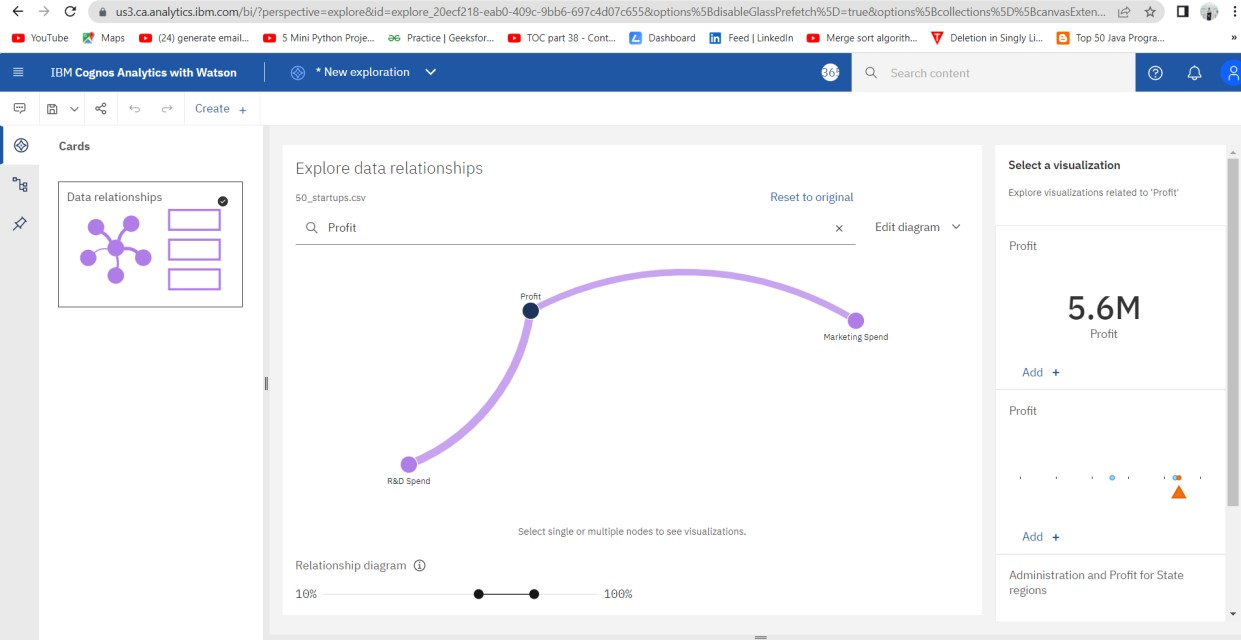 us3.ca.analytics.ibm.com/bi/?perspective=explore&id=explore_20ecf218-eab0-409c-9bb6-697c4d07c655&options%5BdisableGlassPrefetch%5D=true&options%5Bcollections%5D%5BcanvasExten...
YouTube Maps (24) generate email... 5 Mini Python Proje... Practice | Geeksfor... TOC part 38 - Cont... Dashboard Feed | LinkedIn Merge sort algorith... Deletion in Singly Li... Top 50 Java Progra... »
IBM Cognos Analytics with Watson * New exploration 365 Search content
Create +
Cards
Data relationships
Explore data relationships
50_startups.csv Reset to original
Profit Edit diagram
Profit
Marketing Spend
R&D Spend
Select single or multiple nodes to see visualizations.
Relationship diagram
10% 100%
Select a visualization
Explore visualizations related to 'Profit'
Profit
5.6M
Profit
Add +
Profit
Add +
Administration and Profit for State
regions